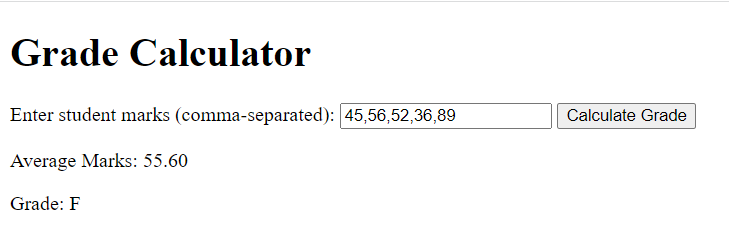 Grade Calculator
Enter student marks (comma-separated): 45,56,52,36,89 Calculate Grade
Average Marks: 55.60
Grade: F